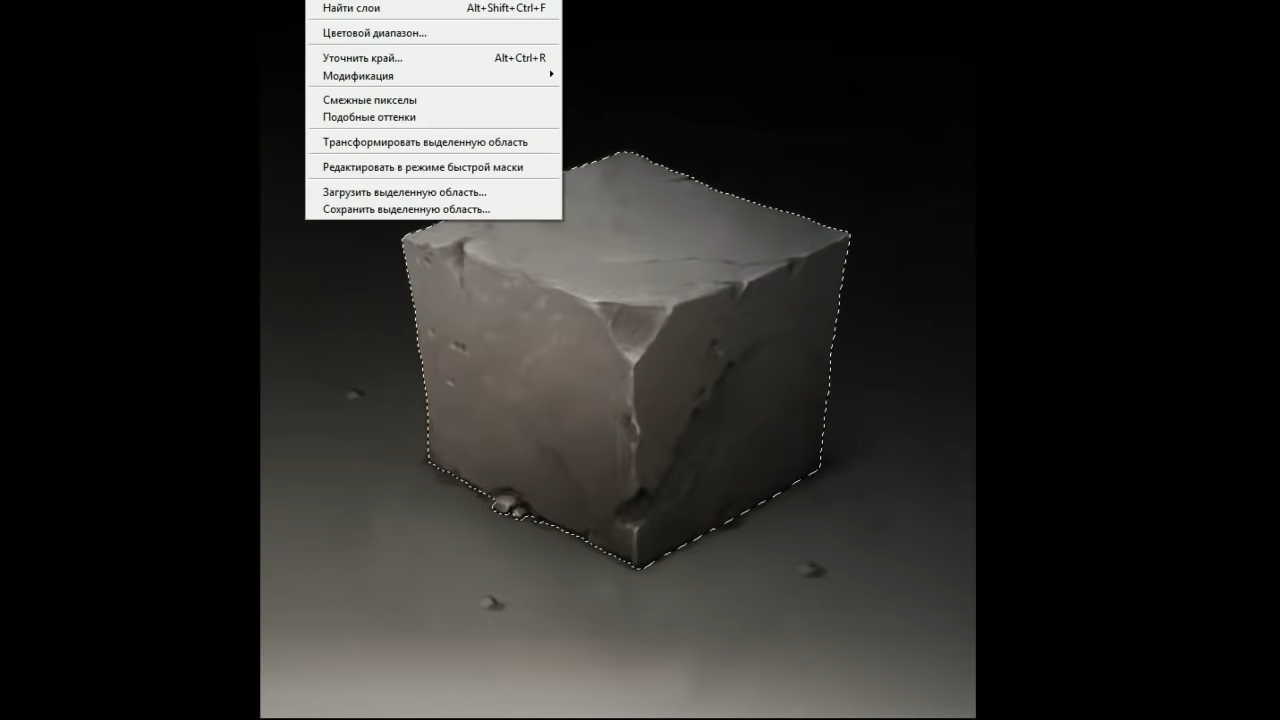 Найти слои Alt+Shift+Ctrl+F
Цветовой диапазон...
Уточнить край... Alt+Ctrl+R
Модификация
Смежные пикселы
Подобные оттенки
Трансформировать выделенную область
Редактировать в режиме быстрой маски
Загрузить выделенную область...
Сохранить выделенную область...